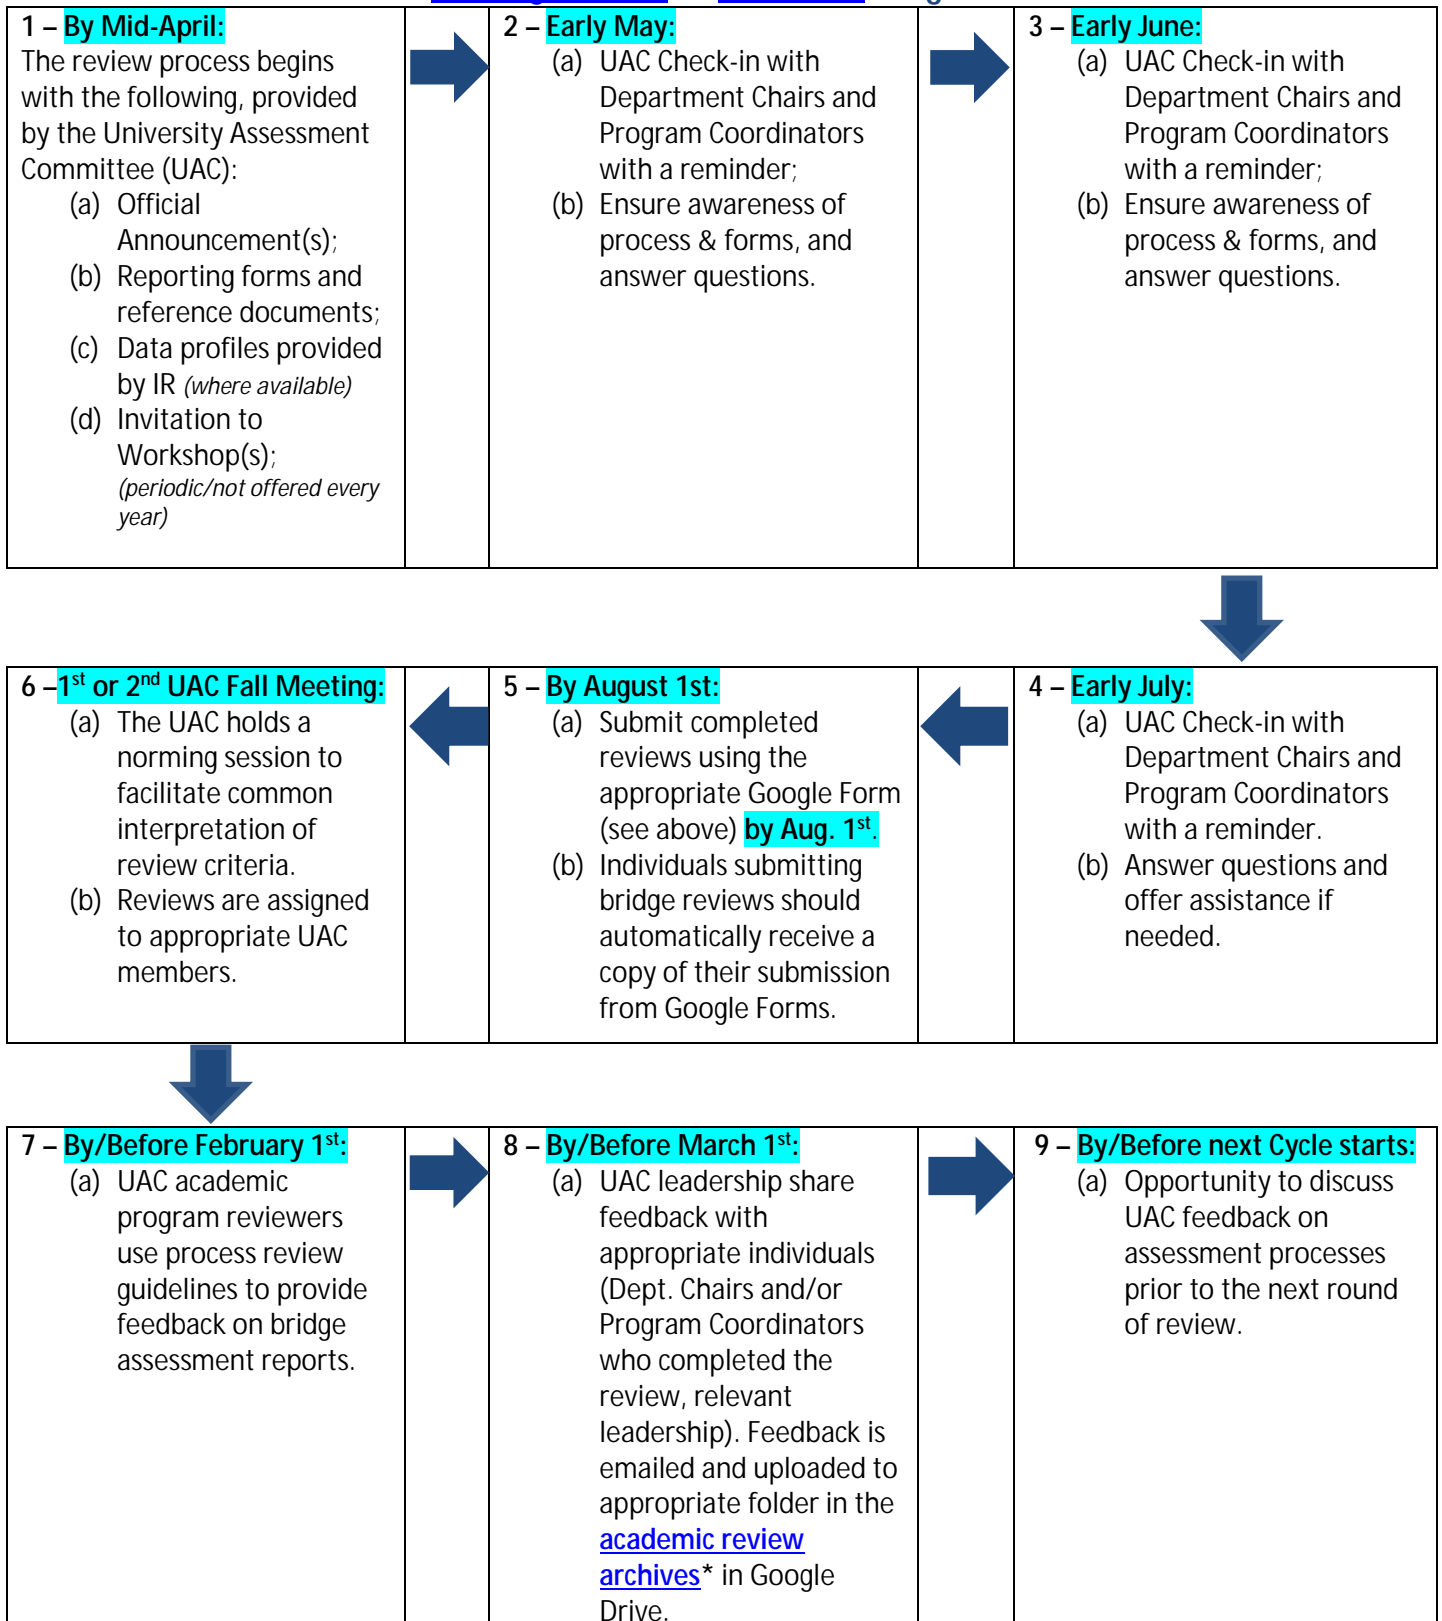 1 – By Mid-April:
The review process begins
with the following, provided
by the University Assessment
Committee (UAC):
(a) Official
Announcement(s);
(b) Reporting forms and
reference documents;
(c) Data profiles provided
by IR (where available)
(d) Invitation to
Workshop(s);
(periodic/not offered every
year)
2 – Early May:
(a) UAC Check-in with
Department Chairs and
Program Coordinators
with a reminder;
(b) Ensure awareness of
process & forms, and
answer questions.
3 – Early June:
(a) UAC Check-in with
Department Chairs and
Program Coordinators
with a reminder;
(b) Ensure awareness of
process & forms, and
answer questions.
4 – Early July:
(a) UAC Check-in with
Department Chairs and
Program Coordinators
with a reminder.
(b) Answer questions and
offer assistance if
needed.
5 – By August 1st:
(a) Submit completed
reviews using the
appropriate Google Form
(see above) by Aug. 1st.
(b) Individuals submitting
bridge reviews should
automatically receive a
copy of their submission
from Google Forms.
6 –1st or 2nd UAC Fall Meeting:
(a) The UAC holds a
norming session to
facilitate common
interpretation of
review criteria.
(b) Reviews are assigned
to appropriate UAC
members.
7 – By/Before February 1st:
(a) UAC academic
program reviewers
use process review
guidelines to provide
feedback on bridge
assessment reports.
8 – By/Before March 1st:
(a) UAC leadership share
feedback with
appropriate individuals
(Dept. Chairs and/or
Program Coordinators
who completed the
review, relevant
leadership). Feedback is
emailed and uploaded to
appropriate folder in the
academic review
archives* in Google
Drive.
9 – By/Before next Cycle starts:
(a) Opportunity to discuss
UAC feedback on
assessment processes
prior to the next round
of review.